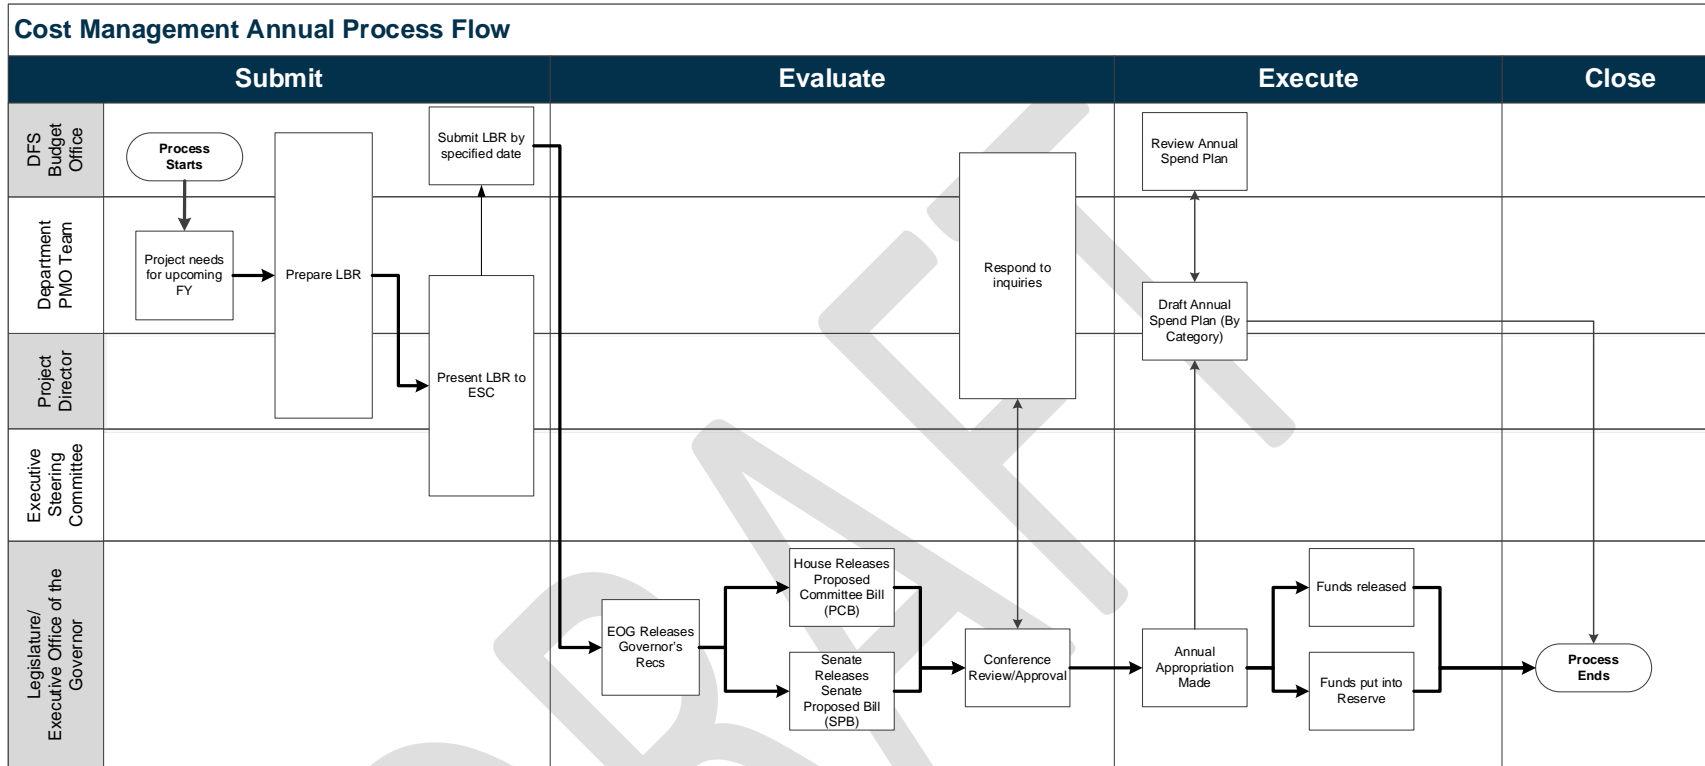 Cost Management Annual Process Flow
Submit
Evaluate
Execute
Close
DFS
Budget
Office
Department
PMO Team
Project
Director
Executive
Steering
Committee
Legislature/
Executive Office of the
Governor
Process
Starts
Project needs
for upcoming
FY
Prepare LBR
Submit LBR by
specified date
Present LBR to
ESC
EOG Releases
Governor's
Recs
House Releases
Proposed
Committee Bill
(PCB)
Senate
Releases
Senate
Proposed Bill
(SPB)
Respond to
inquiries
Conference
Review/Approval
Review Annual
Spend Plan
Draft Annual
Spend Plan (By
Category)
Annual
Appropriation
Made
Funds released
Funds put into
Reserve
Process
Ends
DRAFT